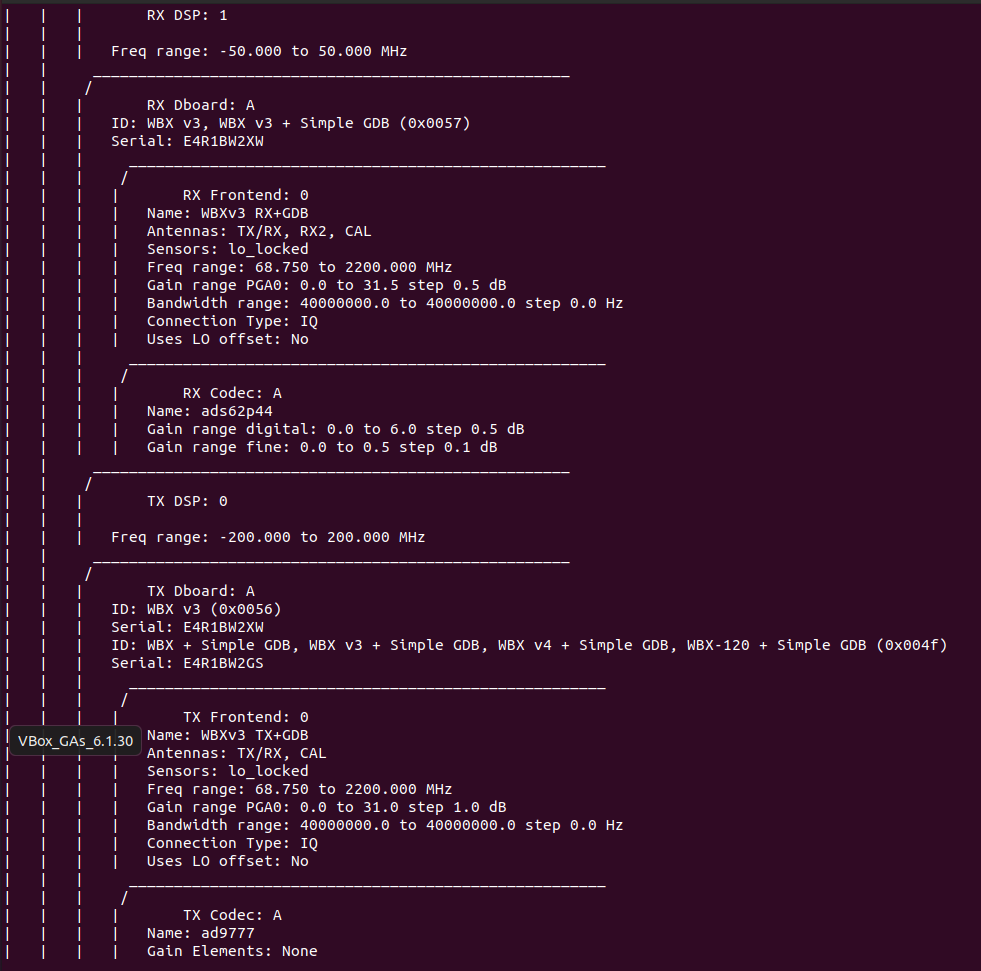 |   |   |       RX DSP: 1
|   |   |
|   |   |   Freq range: -50.000 to 50.000 MHz
|   |     _____________________________________________________
|   |    /
|   |   |       RX Dboard: A
|   |   |   ID: WBX v3, WBX v3 + Simple GDB (0x0057)
|   |   |   Serial: E4R1BW2XW
|   |   |     _____________________________________________________
|   |   |    /
|   |   |   |       RX Frontend: 0
|   |   |   |   Name: WBXv3 RX+GDB
|   |   |   |   Antennas: TX/RX, RX2, CAL
|   |   |   |   Sensors: lo_locked
|   |   |   |   Freq range: 68.750 to 2200.000 MHz
|   |   |   |   Gain range PGA0: 0.0 to 31.5 step 0.5 dB
|   |   |   |   Bandwidth range: 40000000.0 to 40000000.0 step 0.0 Hz
|   |   |   |   Connection Type: IQ
|   |   |   |   Uses LO offset: No
|   |   |     _____________________________________________________
|   |   |    /
|   |   |   |       RX Codec: A
|   |   |   |   Name: ads62p44
|   |   |   |   Gain range digital: 0.0 to 6.0 step 0.5 dB
|   |   |   |   Gain range fine: 0.0 to 0.5 step 0.1 dB
|   |     _____________________________________________________
|   |    /
|   |   |       TX DSP: 0
|   |   |
|   |   |   Freq range: -200.000 to 200.000 MHz
|   |     _____________________________________________________
|   |    /
|   |   |       TX Dboard: A
|   |   |   ID: WBX v3 (0x0056)
|   |   |   Serial: E4R1BW2XW
|   |   |   ID: WBX + Simple GDB, WBX v3 + Simple GDB, WBX v4 + Simple GDB, WBX-120 + Simple GDB (0x004f)
|   |   |   Serial: E4R1BW2GS
|   |   |     _____________________________________________________
|   |   |    /
|   |   |   |       TX Frontend: 0
|   |   |   |   Name: WBXv3 TX+GDB
VBox_GAs_6.1.30
|   |   |   |   Antennas: TX/RX, CAL
|   |   |   |   Sensors: lo_locked
|   |   |   |   Freq range: 68.750 to 2200.000 MHz
|   |   |   |   Gain range PGA0: 0.0 to 31.0 step 1.0 dB
|   |   |   |   Bandwidth range: 40000000.0 to 40000000.0 step 0.0 Hz
|   |   |   |   Connection Type: IQ
|   |   |   |   Uses LO offset: No
|   |   |     _____________________________________________________
|   |   |    /
|   |   |   |       TX Codec: A
|   |   |   |   Name: ad9777
|   |   |   |   Gain Elements: None